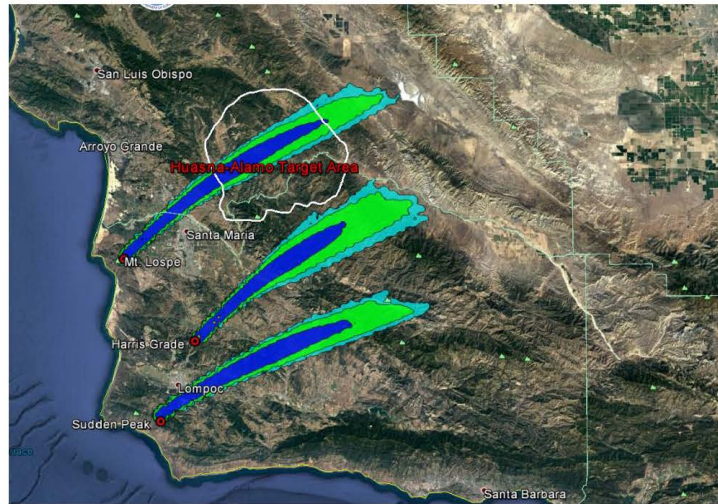 San Luis Obispo
Arroyo Grande
Huasna-Alamo Target Area
Santa Maria
Mt. Lospe
Harris Grade
Lompoc
Sudden Peak
Santa Barbara